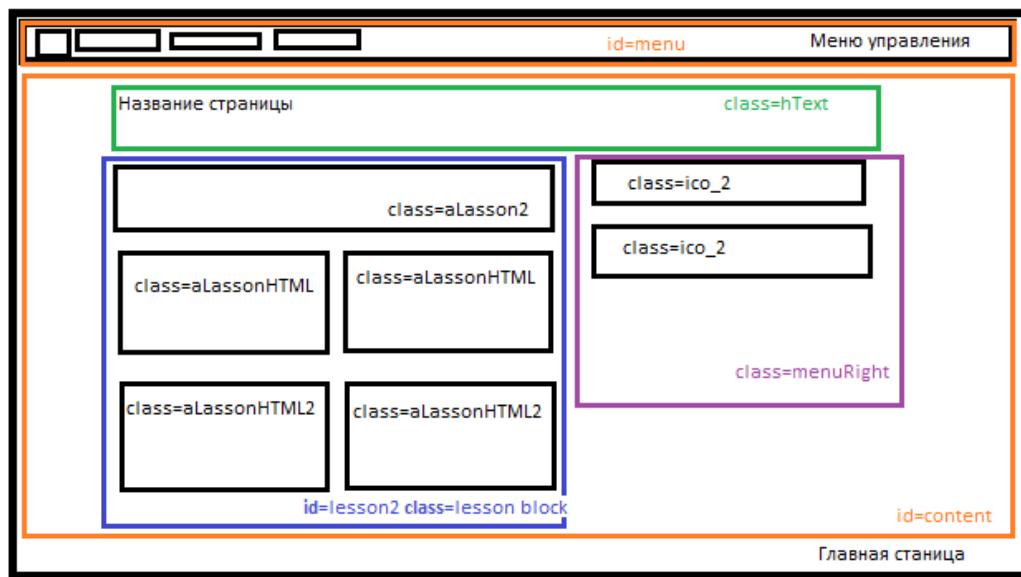 id=menu
Меню управления
Название страницы
class=hText
class=aLasson2
class=ico_2
class=ico_2
class=aLassonHTML
class=aLassonHTML
class=menuRight
class=aLassonHTML2
class=aLassonHTML2
id=lesson2 class=lesson block
id=content
Главная станица